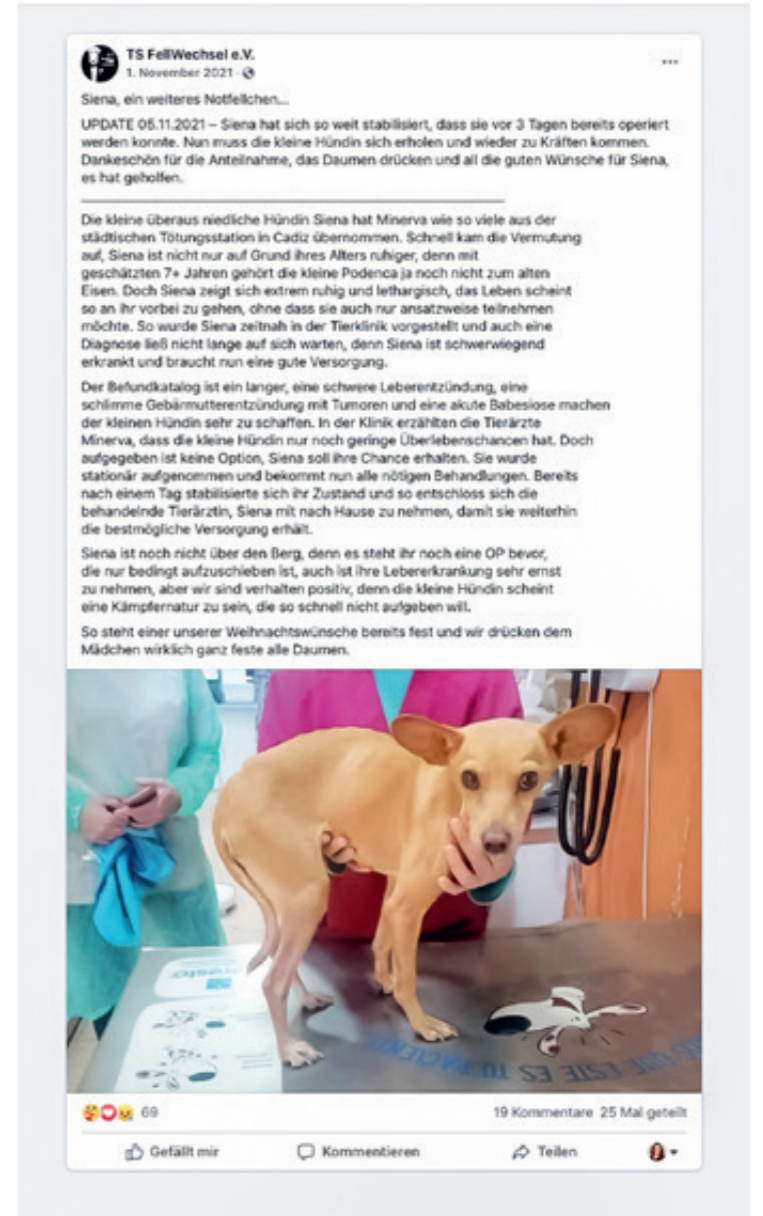 TS FellWechsel e.V.
1. November 2021 ·
Siena, ein weiteres Notfellchen...
UPDATE 05.11.2021 – Siena hat sich so weit stabilisiert, dass sie vor 3 Tagen bereits operiert
werden konnte. Nun muss die kleine Hündin sich erholen und wieder zu Kräften kommen.
Dankeschön für die Anteilnahme, das Daumen drücken und all die guten Wünsche für Siena,
es hat geholfen.
Die kleine überaus niedliche Hündin Siena hat Minerva wie so viele aus der
städtischen Tötungsstation in Cadiz übernommen. Schnell kam die Vermutung
auf, Siena ist nicht nur auf Grund ihres Alters ruhiger, denn mit
geschätzten 7+ Jahren gehört die kleine Podenca ja noch nicht zum alten
Eisen. Doch Siena zeigt sich extrem ruhig und lethargisch, das Leben scheint
so an ihr vorbei zu gehen, ohne dass sie auch nur ansatzweise teilnehmen
möchte. So wurde Siena zeitnah in der Tierklinik vorgestellt und auch eine
Diagnose ließ nicht lange auf sich warten, denn Siena ist schwerwiegend
erkrankt und braucht nun eine gute Versorgung.
Der Befundkatalog ist ein langer, eine schwere Leberentzündung, eine
schlimme Gebärmutterentzündung mit Tumoren und eine akute Babesiose machen
der kleinen Hündin sehr zu schaffen. In der Klinik erzählten die Tierärzte
Minerva, dass die kleine Hündin nur noch geringe Überlebenschancen hat. Doch
aufgegeben ist keine Option, Siena soll ihre Chance erhalten. Sie wurde
stationär aufgenommen und bekommt nun alle nötigen Behandlungen. Bereits
nach einem Tag stabilisierte sich ihr Zustand und so entschloss sich die
behandelnde Tierärztin, Siena mit nach Hause zu nehmen, damit sie weiterhin
die bestmögliche Versorgung erhält.
Siena ist noch nicht über den Berg, denn es steht ihr noch eine OP bevor,
die nur bedingt aufzuschieben ist, auch ist ihre Lebererkrankung sehr ernst
zu nehmen, aber wir sind verhalten positiv, denn die kleine Hündin scheint
eine Kämpfernatur zu sein, die so schnell nicht aufgeben will.
So steht einer unserer Weihnachtswünsche bereits fest und wir drücken dem
Mädchen wirklich ganz feste alle Daumen.
QUE ESTE ES TU PACIENTE
69
19 Kommentare 25 Mal geteilt
Gefällt mir
Kommentieren
Teilen